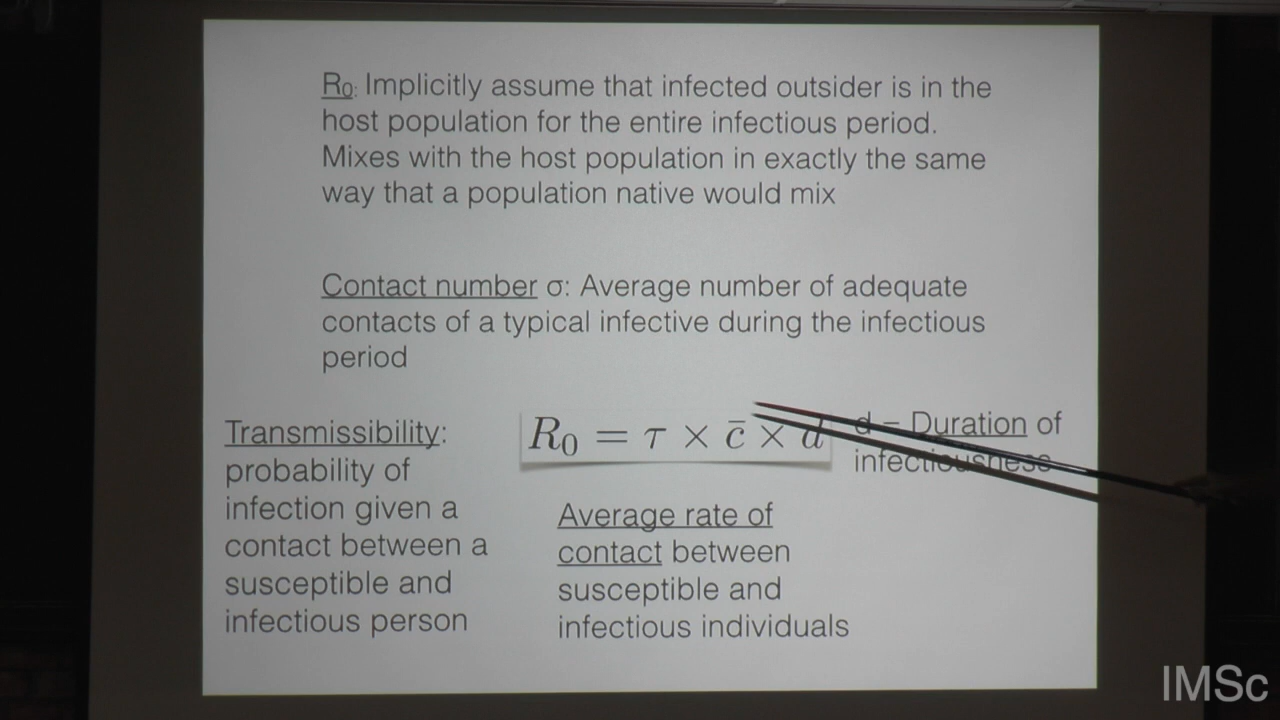 R₀: Implicitly assume that infected outsider is in the
host population for the entire infectious period.
Mixes with the host population in exactly the same
way that a population native would mix
Contact number σ: Average number of adequate
contacts of a typical infective during the infectious
period
R₀ = τ × c̄ × d
d – Duration of
infectiousness
Transmissibility:
probability of
infection given a
contact between a
susceptible and
infectious person
Average rate of
contact between
susceptible and
infectious individuals
IMSc